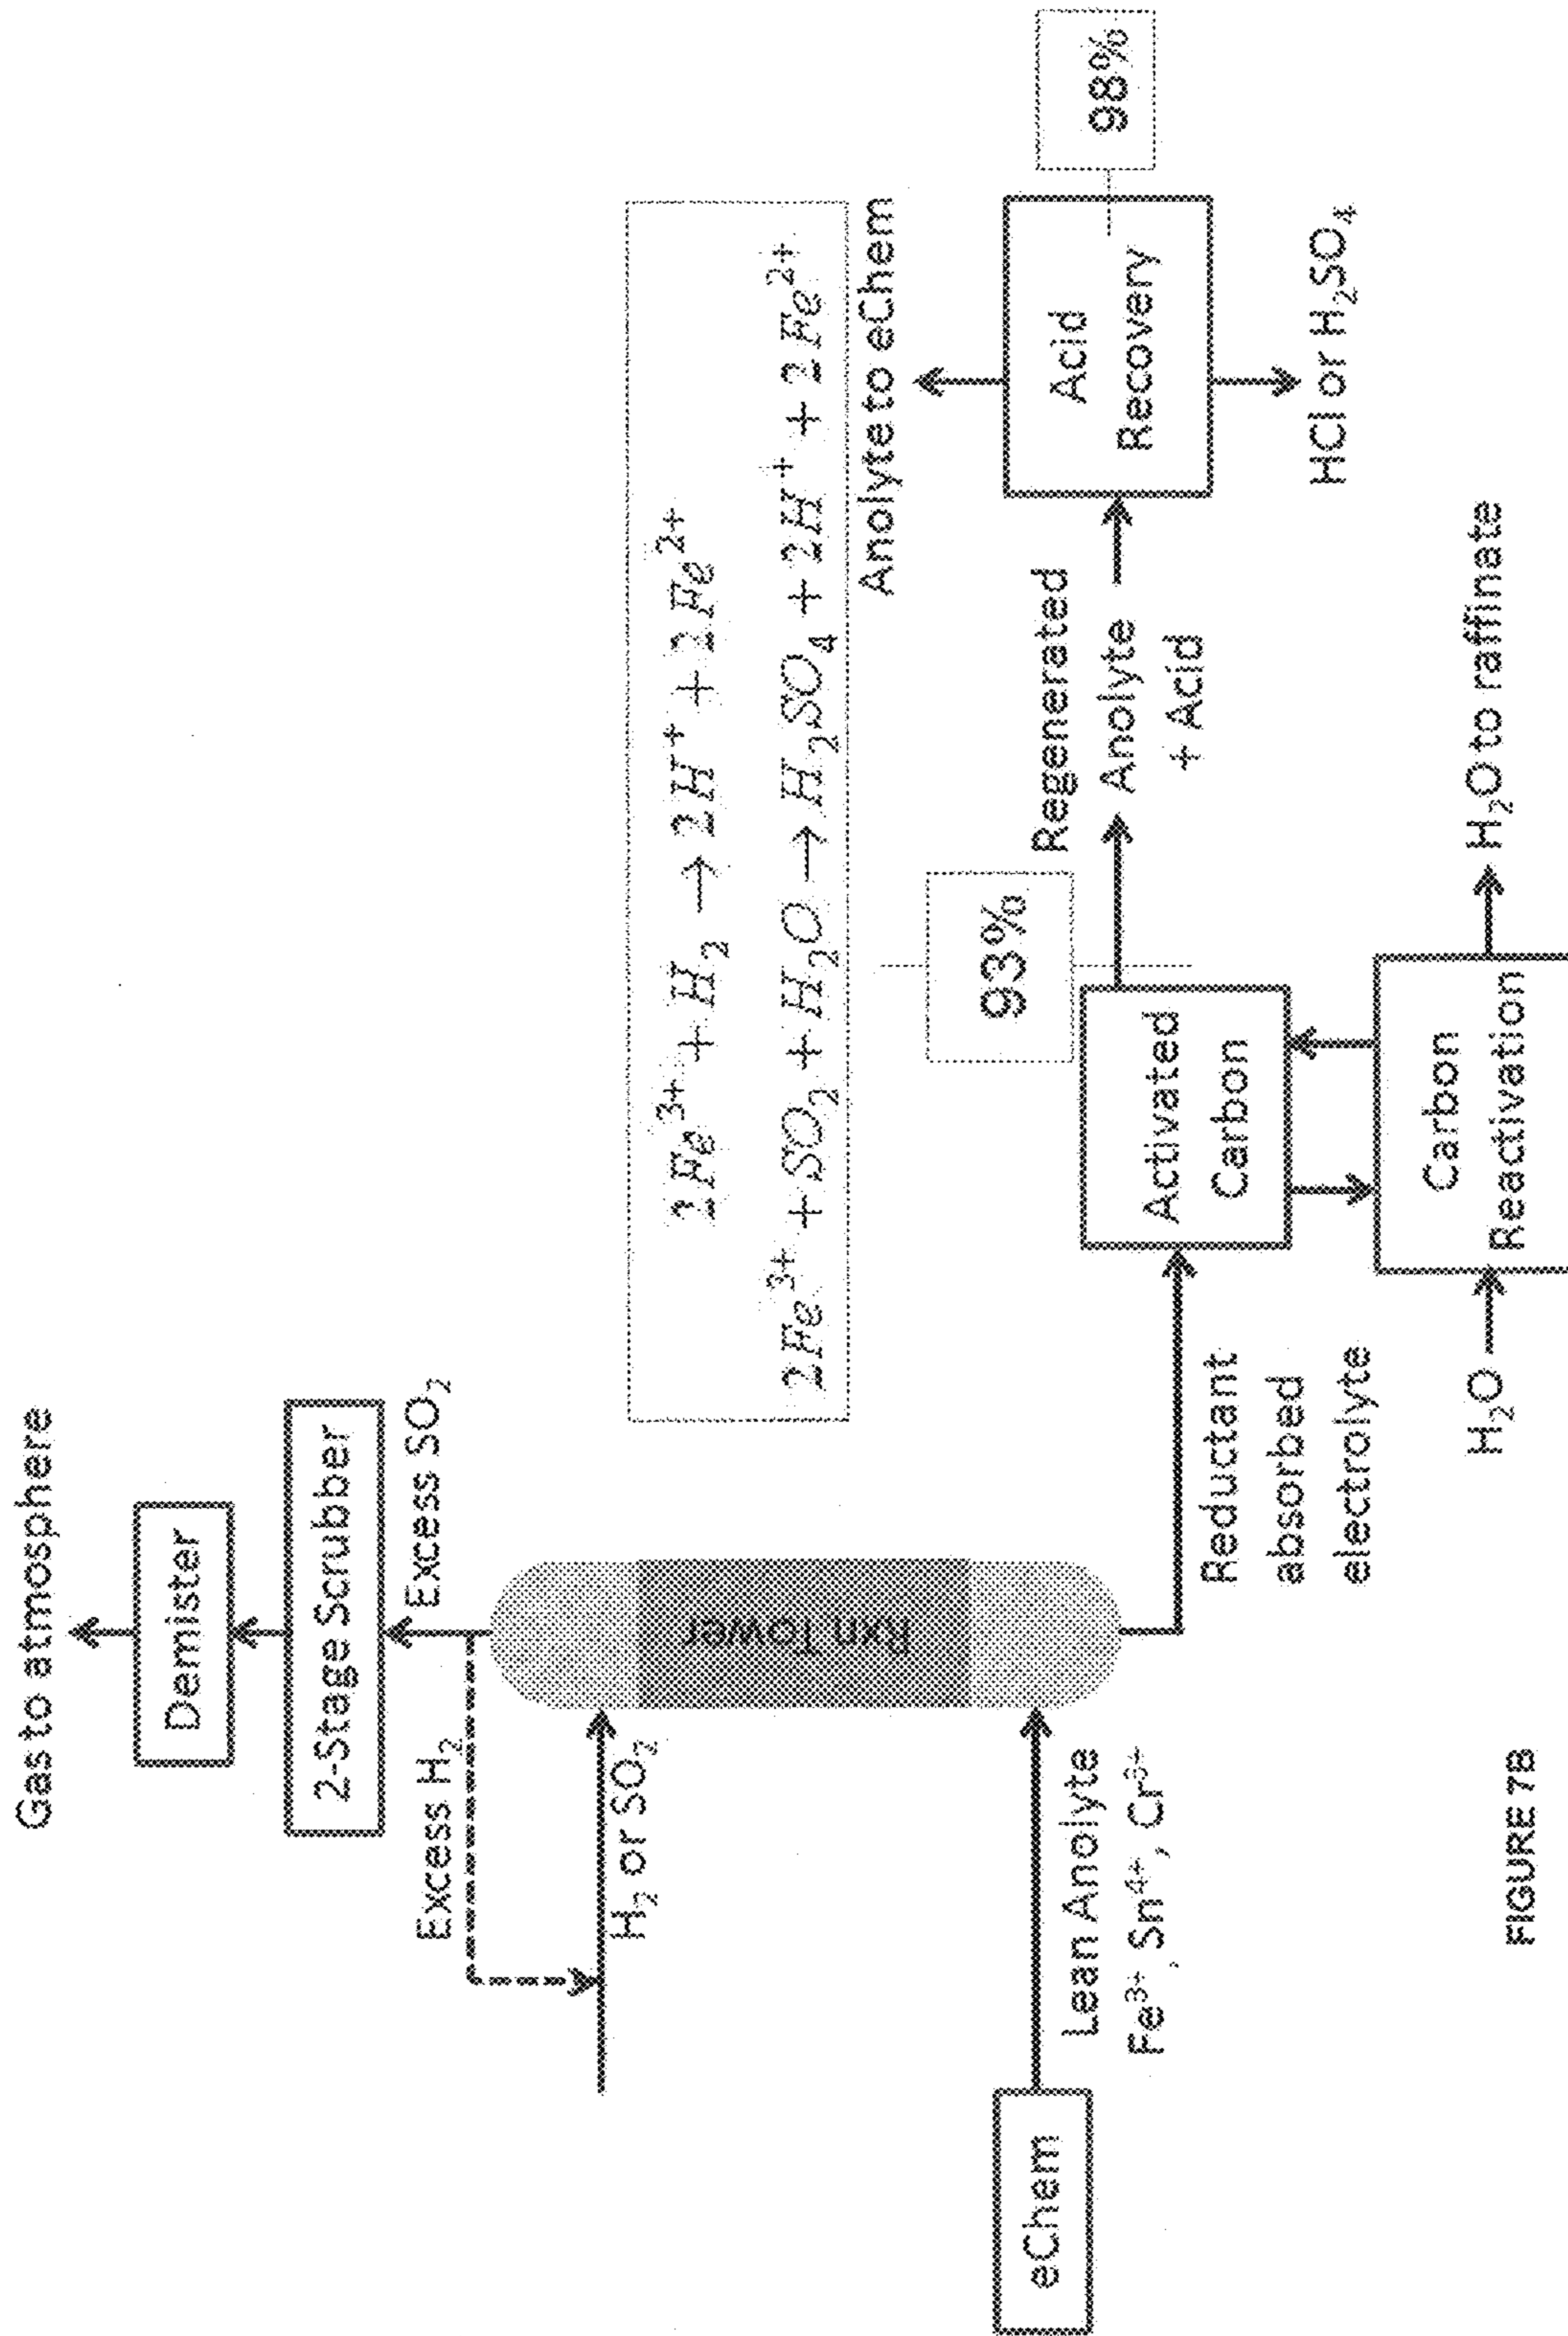 Gas to atmosphere
Demister
2-Stage Scrubber
Excess H₂
Excess SO₂
H₂ or SO₂
Rxn Tower
2Fe³⁺ + H₂ → 2H⁺ + 2Fe²⁺
2Fe³⁺ + SO₂ + H₂O → H₂SO₄ + 2H⁺ + 2Fe²⁺
Anolyte to eChem
93%
98%
eChem
Lean Anolyte
Fe³⁺, Sn⁴⁺, Cr³⁺
Reductant
absorbed
electrolyte
Activated
Carbon
Regenerated
Anolyte
+ Acid
Acid
Recovery
HCl or H₂SO₄
H₂O
Carbon
Reactivation
H₂O to raffinate
FIGURE 7B